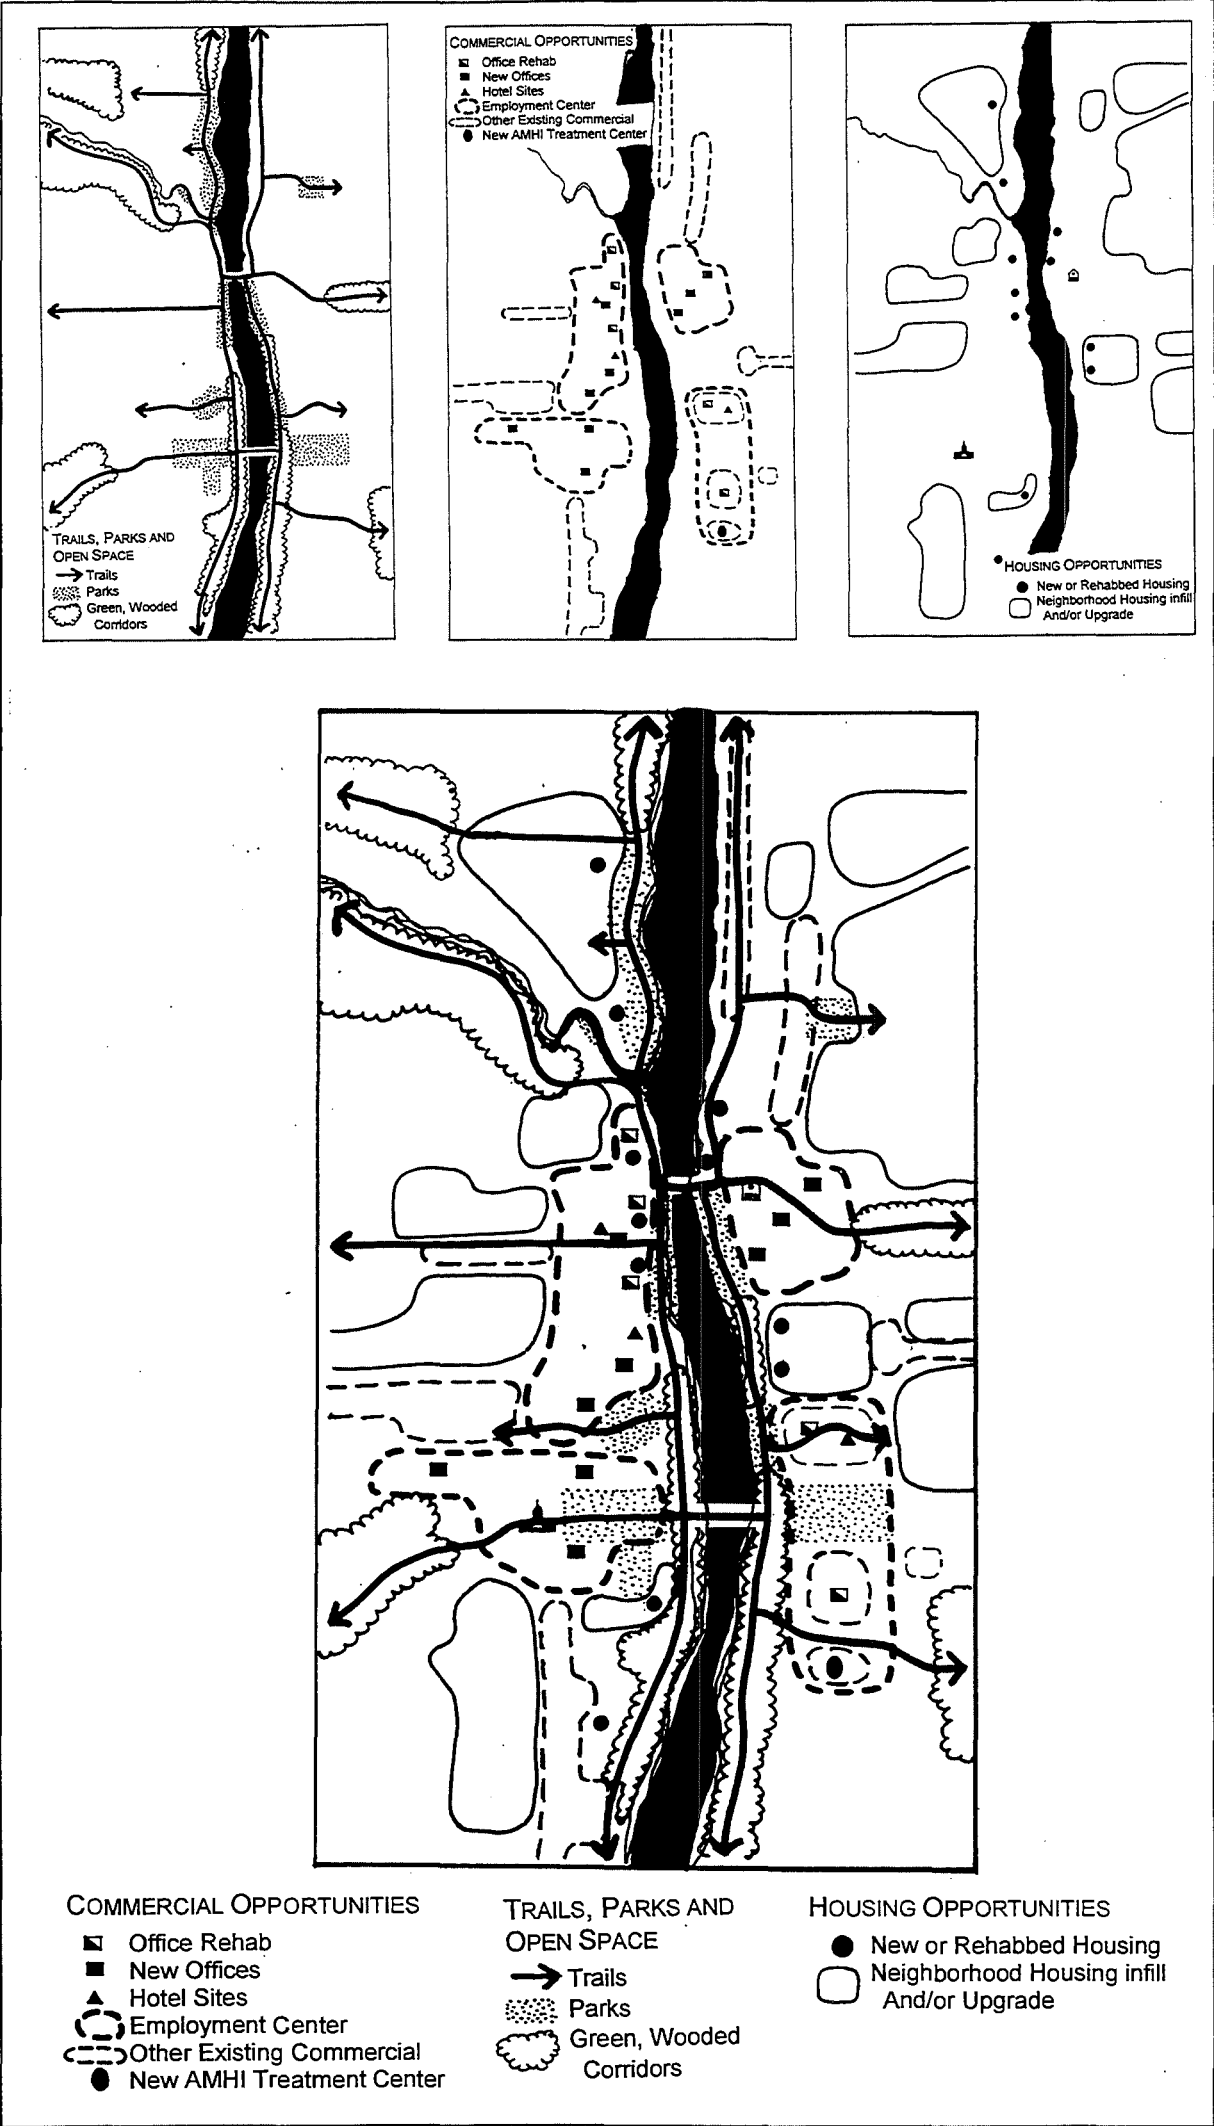 TRAILS, PARKS AND
OPEN SPACE
Trails
Parks
Green, Wooded
Corridors
COMMERCIAL OPPORTUNITIES
Office Rehab
New Offices
Hotel Sites
Employment Center
Other Existing Commercial
New AMHI Treatment Center
HOUSING OPPORTUNITIES
New or Rehabbed Housing
Neighborhood Housing infill
And/or Upgrade
COMMERCIAL OPPORTUNITIES
Office Rehab
New Offices
Hotel Sites
Employment Center
Other Existing Commercial
New AMHI Treatment Center
TRAILS, PARKS AND
OPEN SPACE
Trails
Parks
Green, Wooded
Corridors
HOUSING OPPORTUNITIES
New or Rehabbed Housing
Neighborhood Housing infill
And/or Upgrade